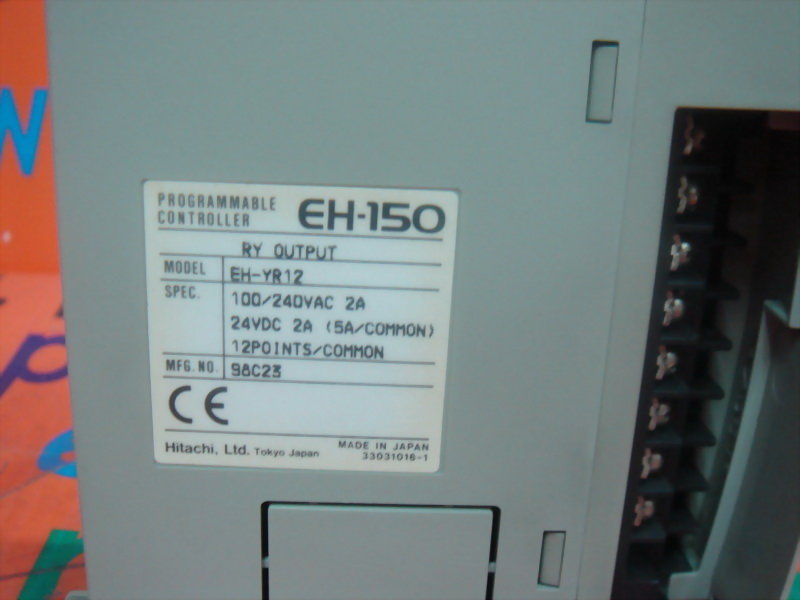 PROGRAMMABLE
CONTROLLER EH-150
RY OUTPUT
MODEL EH-YR12
SPEC. 100/240VAC 2A
24VDC 2A (5A/COMMON)
12POINTS/COMMON
MFG.NO. 98C23
CE
Hitachi, Ltd. Tokyo Japan
MADE IN JAPAN
33031016-1